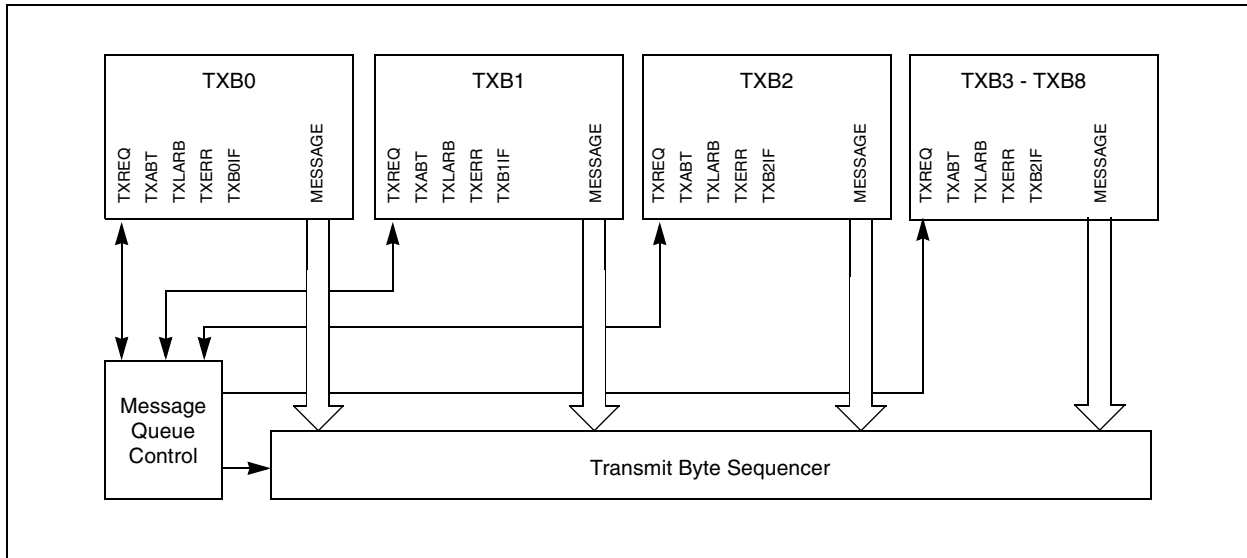 TXB0
TXREQ
TXABT
TXLARB
TXERR
TXB0IF
MESSAGE
TXB1
TXREQ
TXABT
TXLARB
TXERR
TXB1IF
MESSAGE
TXB2
TXREQ
TXABT
TXLARB
TXERR
TXB2IF
MESSAGE
TXB3 - TXB8
TXREQ
TXABT
TXLARB
TXERR
TXB2IF
MESSAGE
Message
Queue
Control
Transmit Byte Sequencer